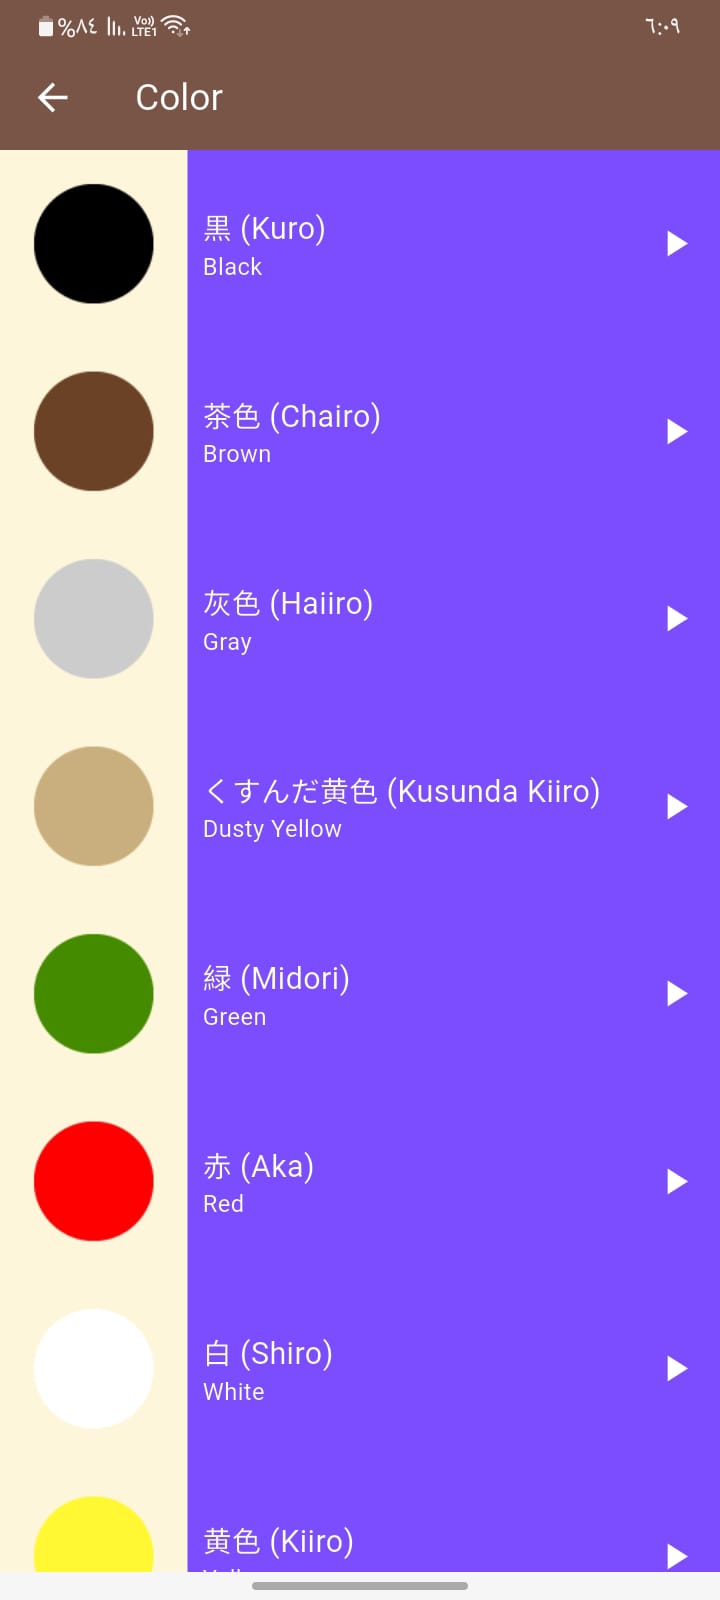 %٨٤ Vo)) LTE1 ٦:٠٩
Color
黒 (Kuro)
Black
茶色 (Chairo)
Brown
灰色 (Haiiro)
Gray
くすんだ黄色 (Kusunda Kiiro)
Dusty Yellow
緑 (Midori)
Green
赤 (Aka)
Red
白 (Shiro)
White
黄色 (Kiiro)